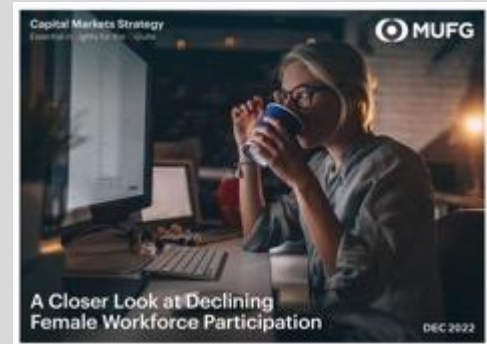 Capital Markets Strategy
MUFG
A Closer Look at Declining
Female Workforce Participation
DEC 2022